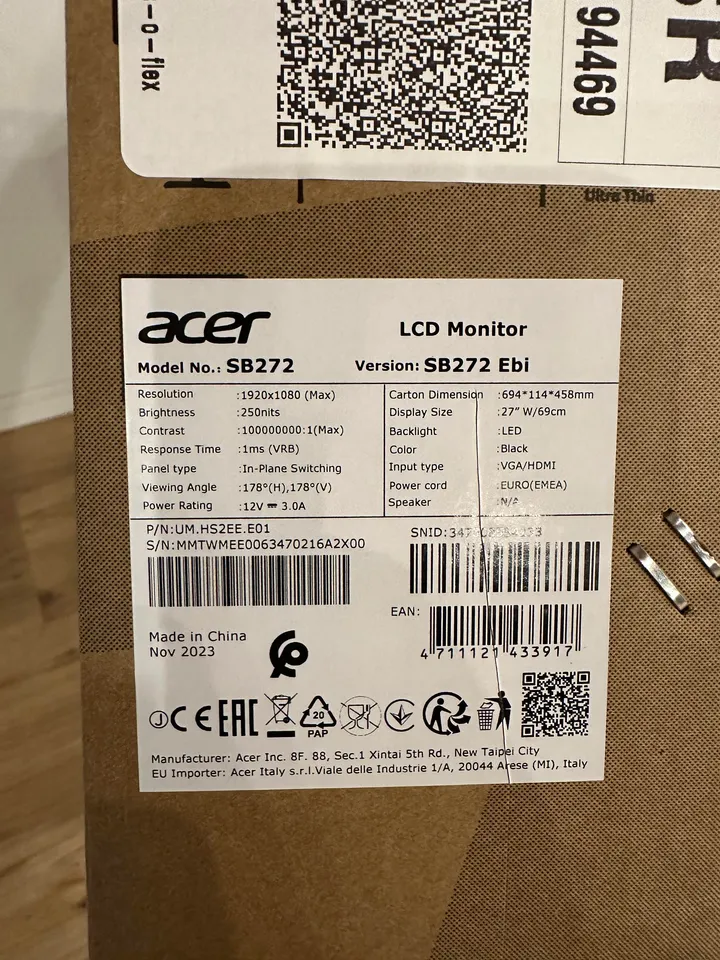 -o-flex
94469
R
Ultra Thin
acer
LCD Monitor
Model No.: SB272 Version: SB272 Ebi
Resolution :1920x1080 (Max)
Brightness :250nits
Contrast :100000000:1(Max)
Response Time :1ms (VRB)
Panel type :In-Plane Switching
Viewing Angle :178°(H),178°(V)
Power Rating :12V ⎓ 3.0A
Carton Dimension :694*114*458mm
Display Size :27" W/69cm
Backlight :LED
Color :Black
Input type :VGA/HDMI
Power cord :EURO(EMEA)
Speaker :N/A
P/N:UM.HS2EE.E01
S/N:MMTWMEE0063470216A2X00
SNID:
EAN:
4 711121 433917
Made in China
Nov 2023
J CE EAC
20
PAP
Manufacturer: Acer Inc. 8F. 88, Sec.1 Xintai 5th Rd., New Taipei City
EU Importer: Acer Italy s.r.l.Viale delle Industrie 1/A, 20044 Arese (MI), Italy